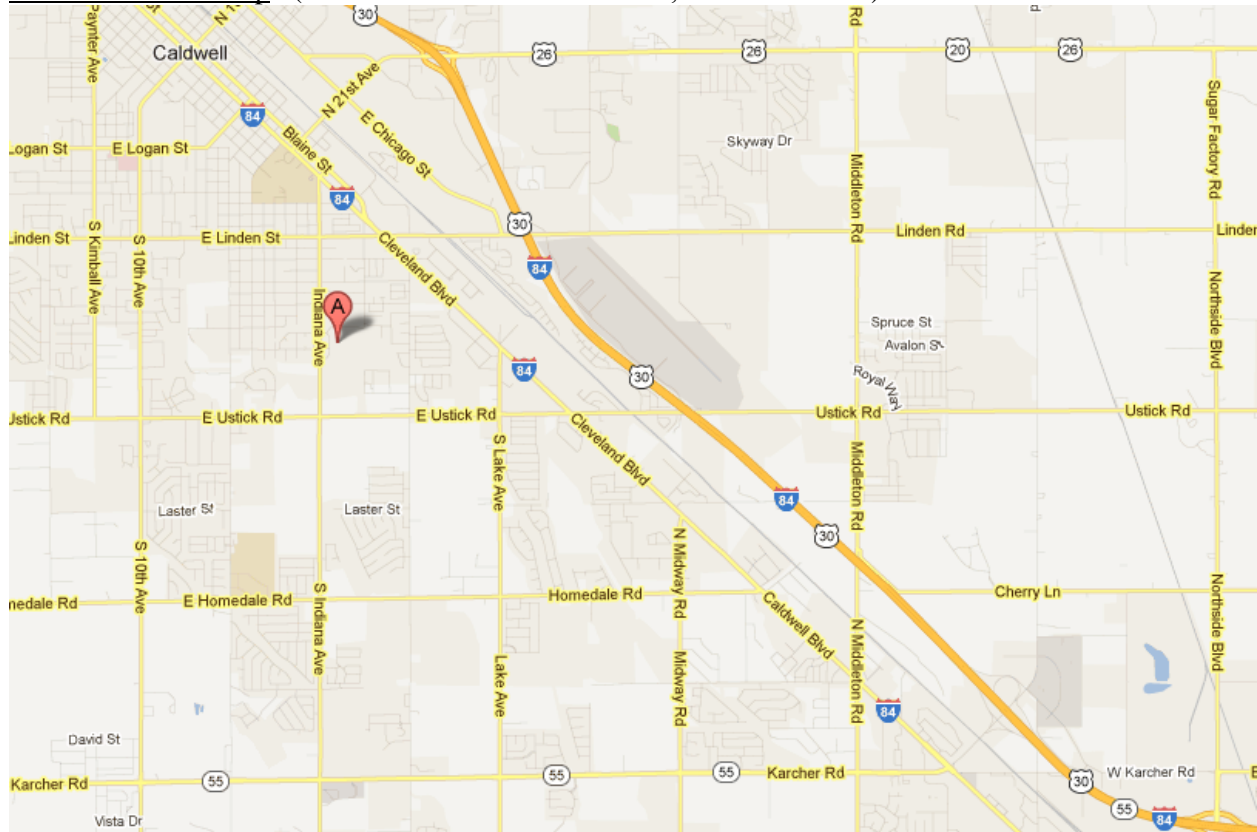 30
Rd
Paynter Ave
Caldwell
26
26
20
26
N 21st Ave
84
E Chicago St
Blaine St
Skyway Dr
Sugar Factory Rd
Logan St
E Logan St
Middleton Rd
84
30
Linden St
E Linden St
Linden Rd
Linden
S Kimball Ave
S 10th Ave
Cleveland Blvd
84
Indiana Ave
A
Northside Blvd
Spruce St
Avalon St
84
30
Royal Way
Ustick Rd
E Ustick Rd
E Ustick Rd
Ustick Rd
Ustick Rd
S Lake Ave
Cleveland Blvd
Middleton Rd
84
Laster St
Laster St
30
S 10th Ave
N Midway Rd
medale Rd
E Homedale Rd
S Indiana Ave
Homedale Rd
Cherry Ln
Caldwell Blvd
N Middleton Rd
Northside Blvd
Lake Ave
Midway Rd
84
David St
Karcher Rd
55
55
55
Karcher Rd
30
W Karcher Rd
E
55
84
Vista Dr